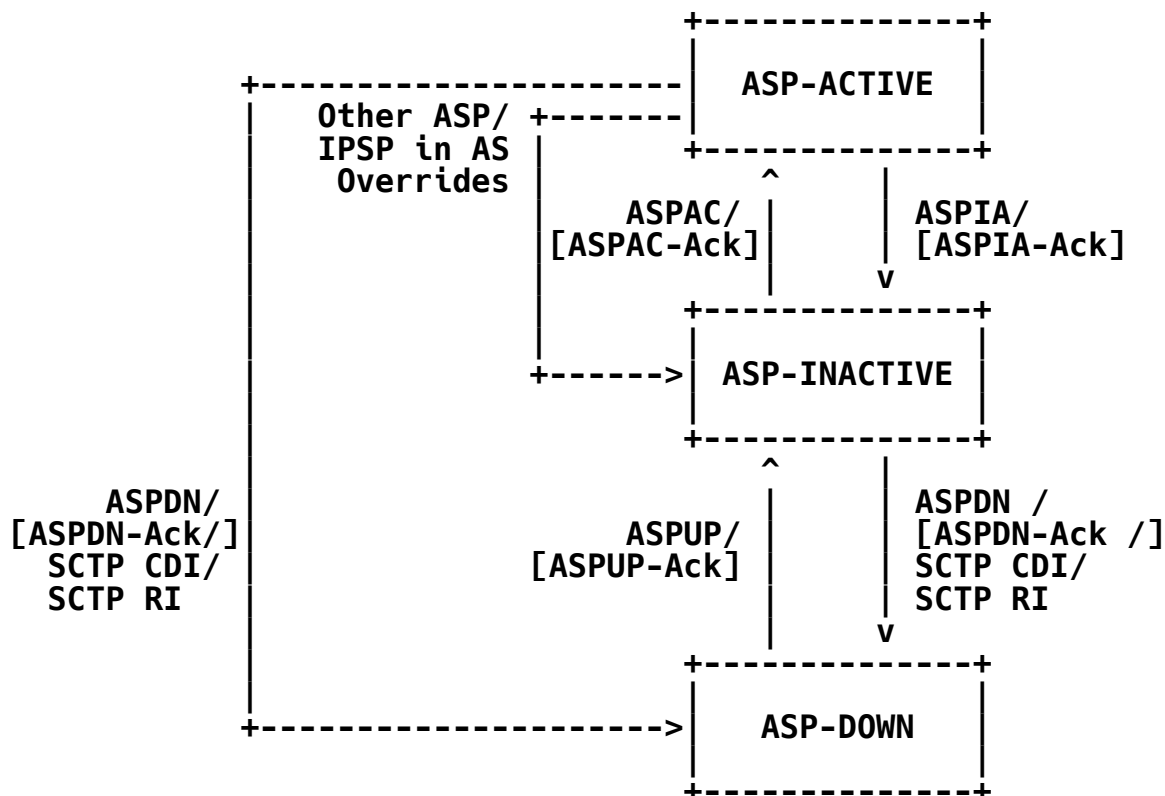 ASP-ACTIVE
Other ASP/
IPSP in AS
Overrides
ASPAC/
[ASPAC-Ack]
ASPIA/
[ASPIA-Ack]
ASP-INACTIVE
ASPDN/
[ASPDN-Ack/]
SCTP CDI/
SCTP RI
ASPUP/
[ASPUP-Ack]
ASPDN /
[ASPDN-Ack /]
SCTP CDI/
SCTP RI
ASP-DOWN